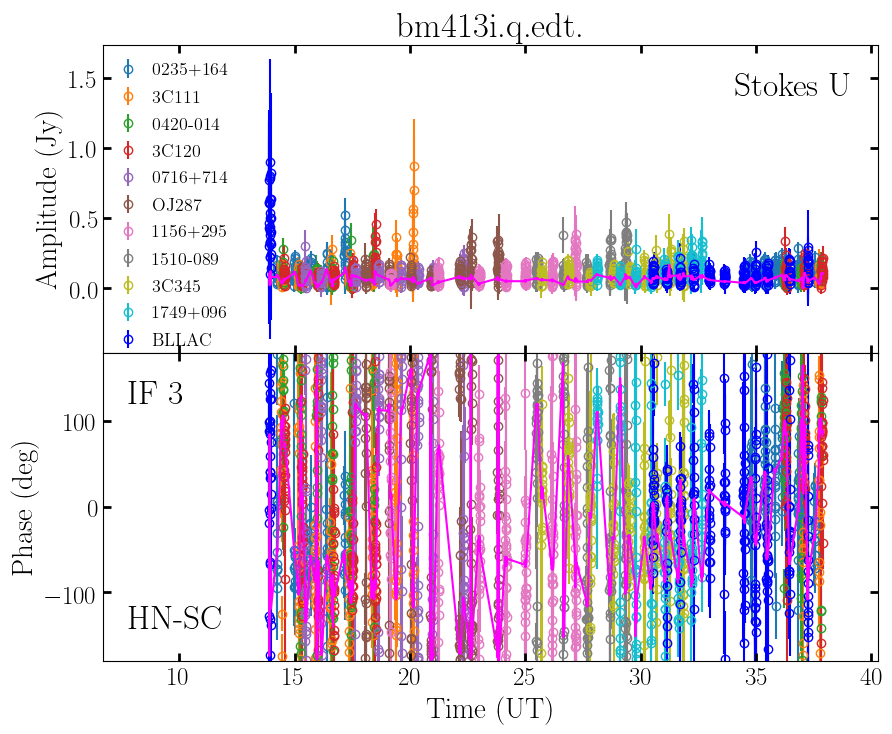 bm413i.q.edt.
Stokes U
Amplitude (Jy)
1.5
1.0
0.5
0.0
0235+164
3C111
0420-014
3C120
0716+714
OJ287
1156+295
1510-089
3C345
1749+096
BLLAC
IF 3
HN-SC
Phase (deg)
100
0
−100
10
15
20
25
30
35
40
Time (UT)